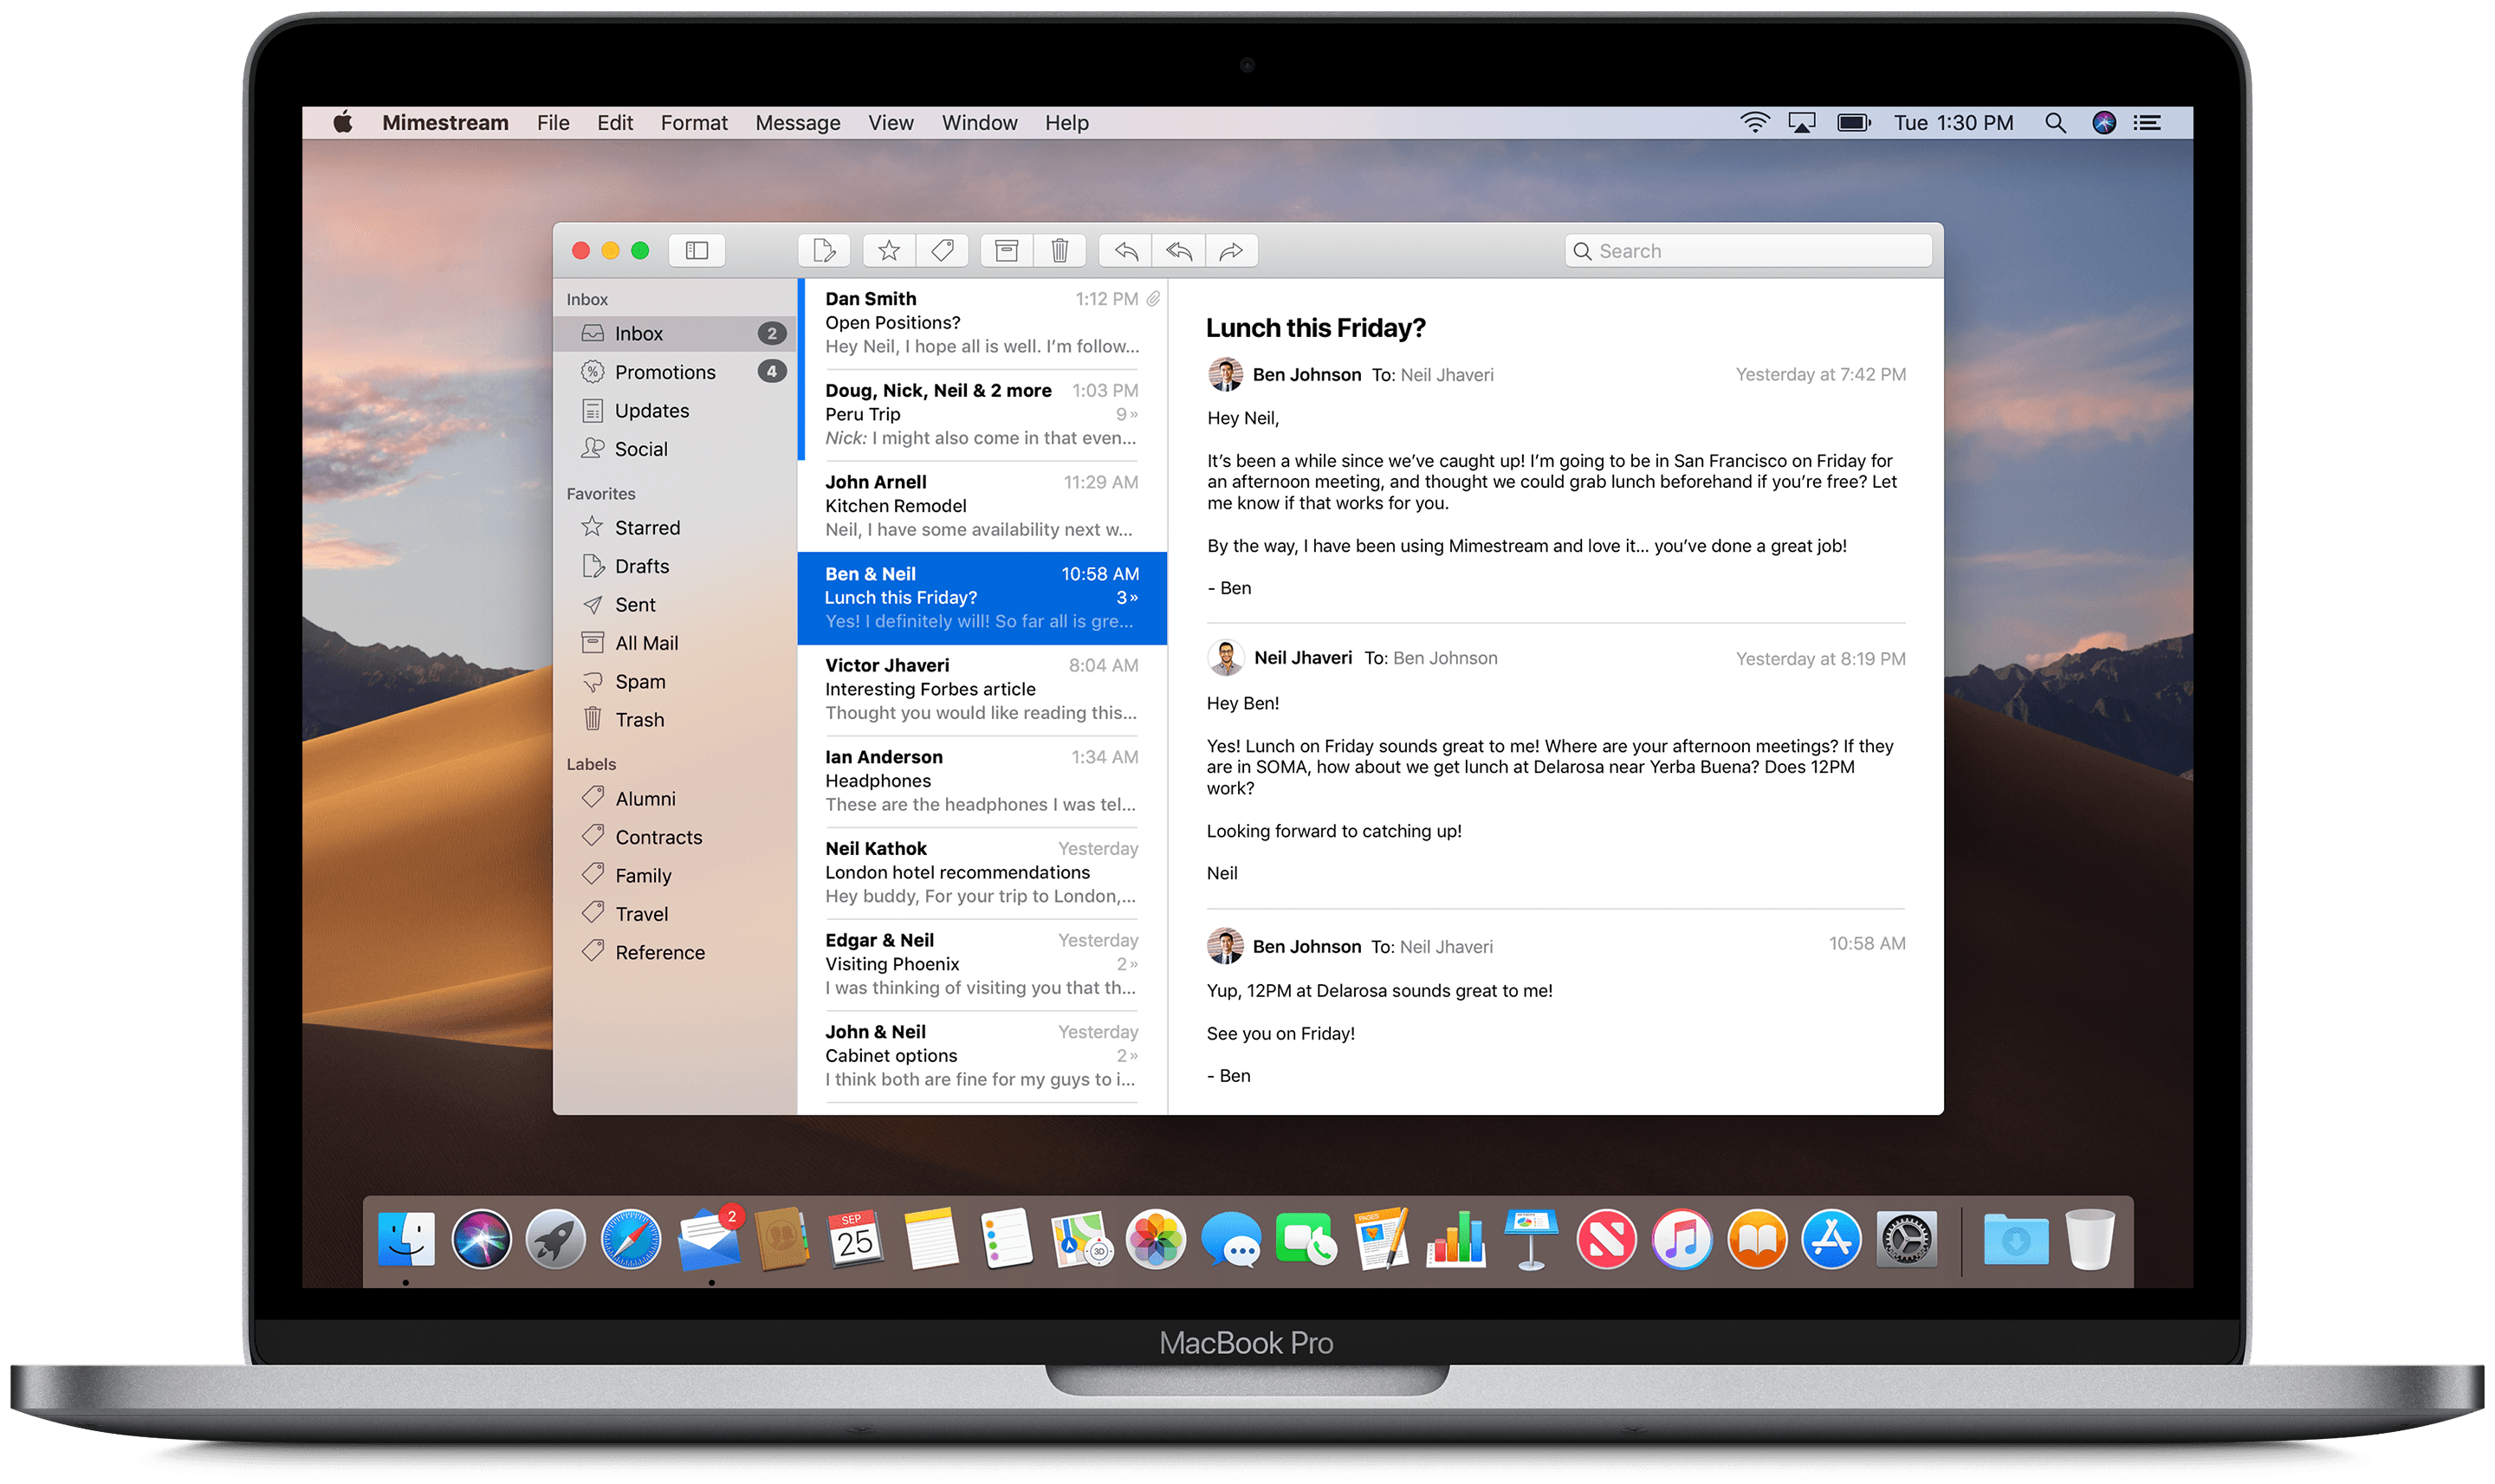 Mimestream File Edit Format Message View Window Help Tue 1:30 PM
Search
Inbox
Inbox 2
Promotions 4
Updates
Social
Favorites
Starred
Drafts
Sent
All Mail
Spam
Trash
Labels
Alumni
Contracts
Family
Travel
Reference
Dan Smith 1:12 PM
Open Positions?
Hey Neil, I hope all is well. I’m follow...
Doug, Nick, Neil & 2 more 1:03 PM
Peru Trip 9 »
Nick: I might also come in that even...
John Arnell 11:29 AM
Kitchen Remodel
Neil, I have some availability next w...
Ben & Neil 10:58 AM
Lunch this Friday? 3 »
Yes! I definitely will! So far all is gre...
Victor Jhaveri 8:04 AM
Interesting Forbes article
Thought you would like reading this...
Ian Anderson 1:34 AM
Headphones
These are the headphones I was tel...
Neil Kathok Yesterday
London hotel recommendations
Hey buddy, For your trip to London,...
Edgar & Neil Yesterday
Visiting Phoenix 2 »
I was thinking of visiting you that th...
John & Neil Yesterday
Cabinet options 2 »
I think both are fine for my guys to i...
Lunch this Friday?
Ben Johnson To: Neil Jhaveri Yesterday at 7:42 PM
Hey Neil,
It’s been a while since we’ve caught up! I’m going to be in San Francisco on Friday for
an afternoon meeting, and thought we could grab lunch beforehand if you’re free? Let
me know if that works for you.
By the way, I have been using Mimestream and love it... you’ve done a great job!
- Ben
Neil Jhaveri To: Ben Johnson Yesterday at 8:19 PM
Hey Ben!
Yes! Lunch on Friday sounds great to me! Where are your afternoon meetings? If they
are in SOMA, how about we get lunch at Delarosa near Yerba Buena? Does 12PM
work?
Looking forward to catching up!
Neil
Ben Johnson To: Neil Jhaveri 10:58 AM
Yup, 12PM at Delarosa sounds great to me!
See you on Friday!
- Ben
2
SEP
25
3D
PAGES
MacBook Pro